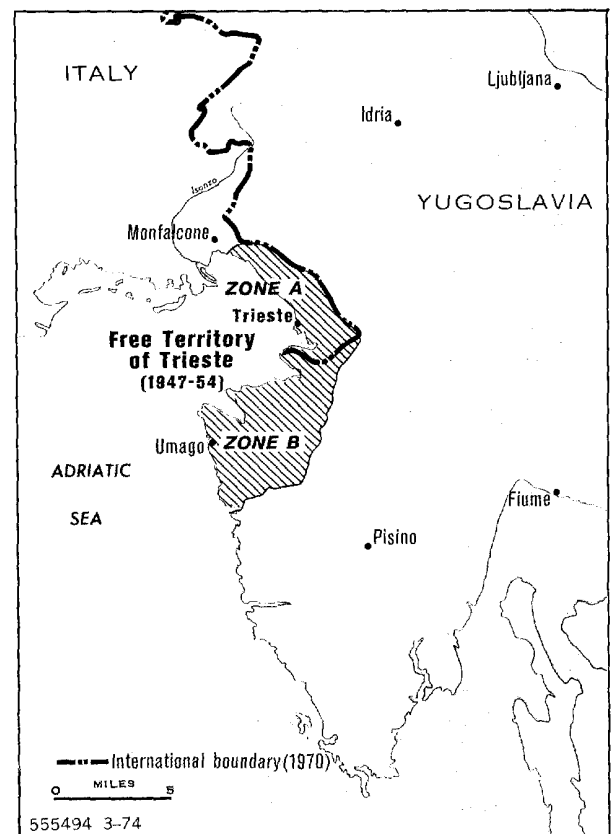 ITALY
Ljubljana
Idria
YUGOSLAVIA
Isonzo
Monfalcone
ZONE A
Trieste
Free Territory
of Trieste
(1947-54)
Umago
ZONE B
ADRIATIC
SEA
Fiume
Pisino
International boundary (1970)
MILES
0 5
555494 3-74